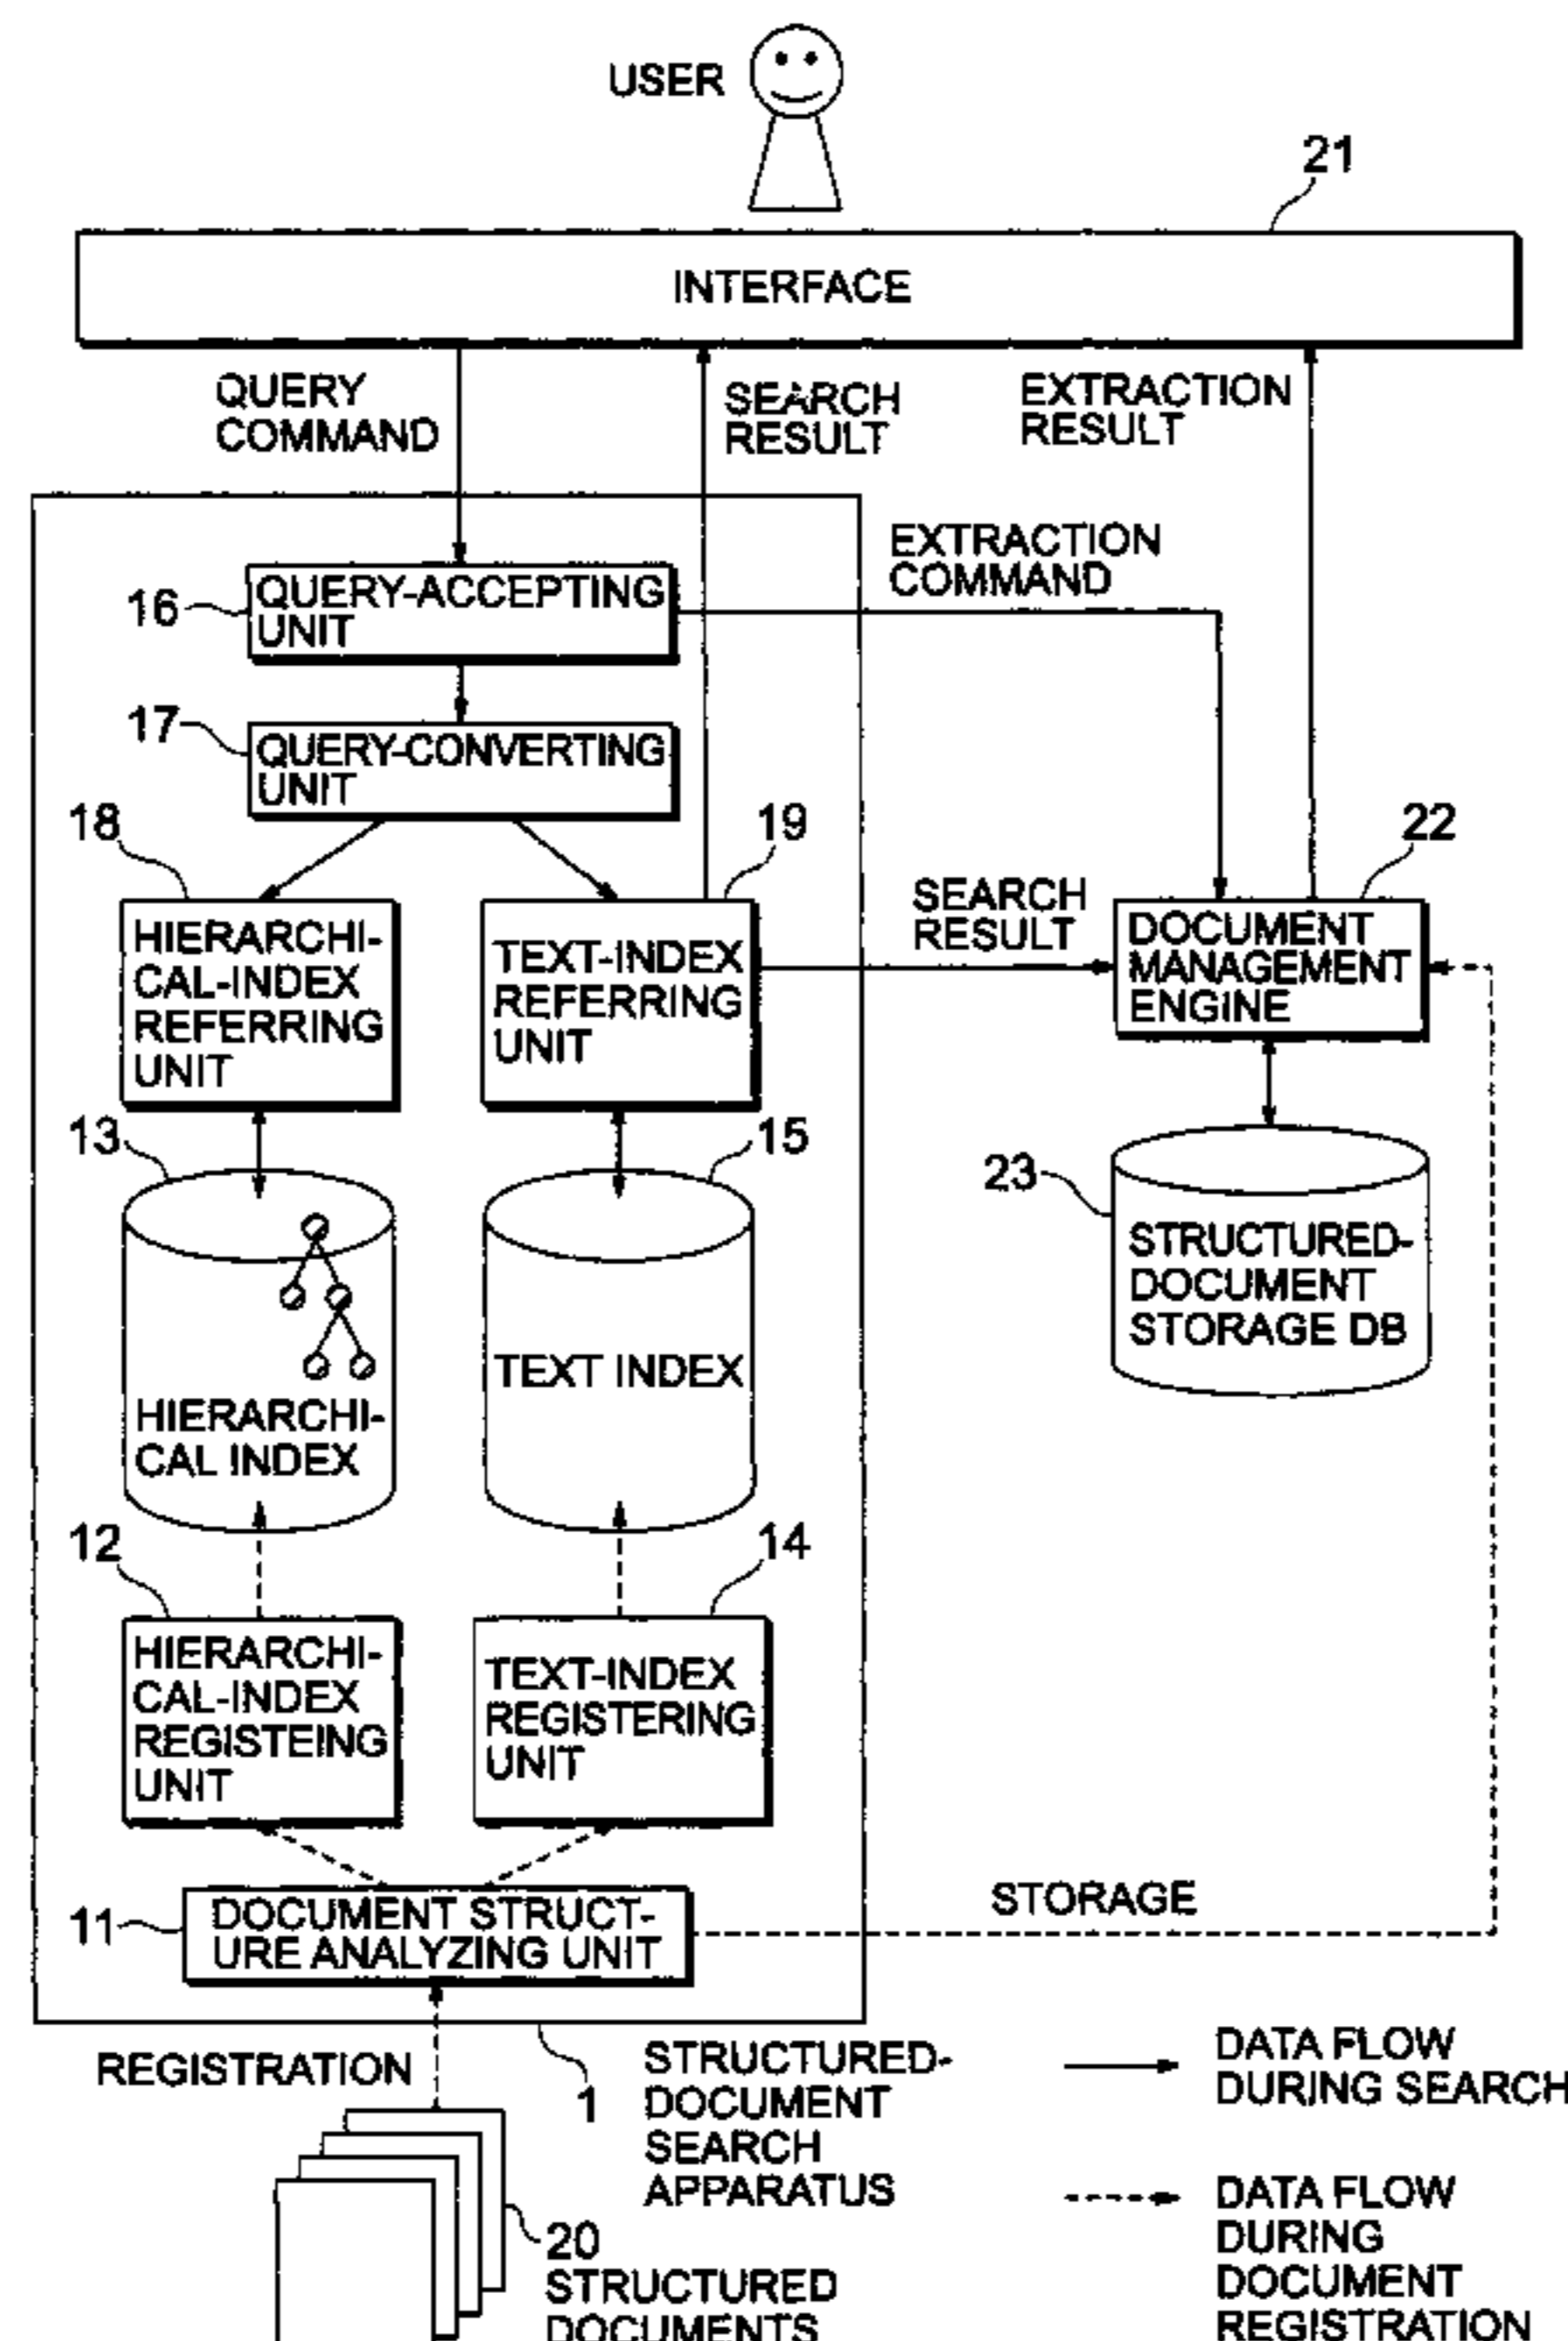 USER
21
INTERFACE
QUERY
COMMAND
SEARCH
RESULT
EXTRACTION
RESULT
EXTRACTION
COMMAND
16
QUERY-ACCEPTING
UNIT
17
QUERY-CONVERTING
UNIT
18
19
22
HIERARCHI-
CAL-INDEX
REFERRING
UNIT
TEXT-INDEX
REFERRING
UNIT
SEARCH
RESULT
DOCUMENT
MANAGEMENT
ENGINE
13
15
23
HIERARCHI-
CAL INDEX
TEXT INDEX
STRUCTURED-
DOCUMENT
STORAGE DB
12
14
HIERARCHI-
CAL-INDEX
REGISTEING
UNIT
TEXT-INDEX
REGISTERING
UNIT
11
DOCUMENT STRUCT-
URE ANALYZING UNIT
STORAGE
REGISTRATION
1
STRUCTURED-
DOCUMENT
SEARCH
APPARATUS
DATA FLOW
DURING SEARCH
20
STRUCTURED
DOCUMENTS
DATA FLOW
DURING
DOCUMENT
REGISTRATION